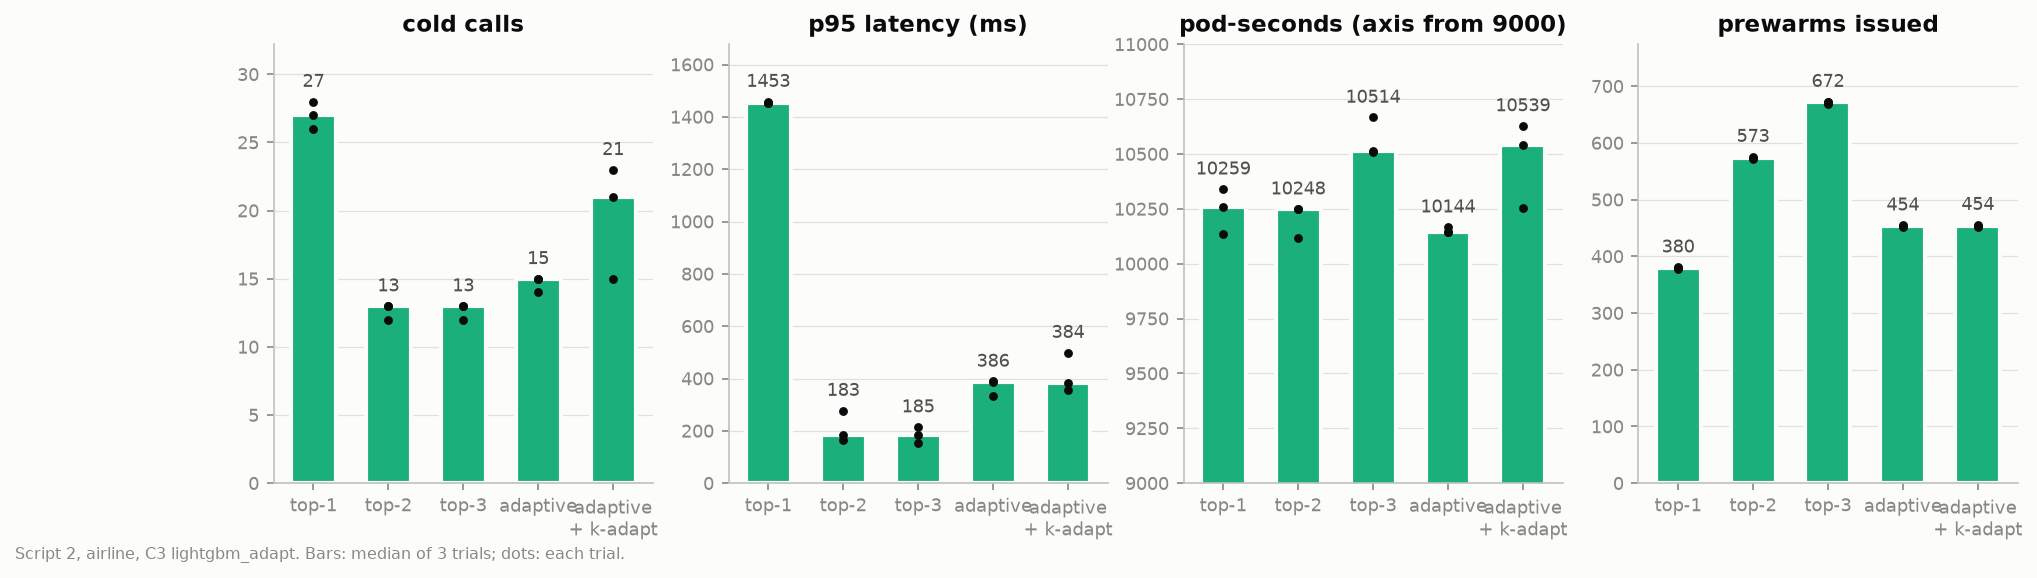 cold calls
30
25
20
15
10
5
0
27
13
13
15
21
top-1
top-2
top-3
adaptive
adaptive
+ k-adapt
p95 latency (ms)
1600
1400
1200
1000
800
600
400
200
0
1453
183
185
386
384
top-1
top-2
top-3
adaptive
adaptive
+ k-adapt
pod-seconds (axis from 9000)
11000
10750
10500
10250
10000
9750
9500
9250
9000
10259
10248
10514
10144
10539
top-1
top-2
top-3
adaptive
adaptive
+ k-adapt
prewarms issued
700
600
500
400
300
200
100
0
380
573
672
454
454
top-1
top-2
top-3
adaptive
adaptive
+ k-adapt
Script 2, airline, C3 lightgbm_adapt. Bars: median of 3 trials; dots: each trial.